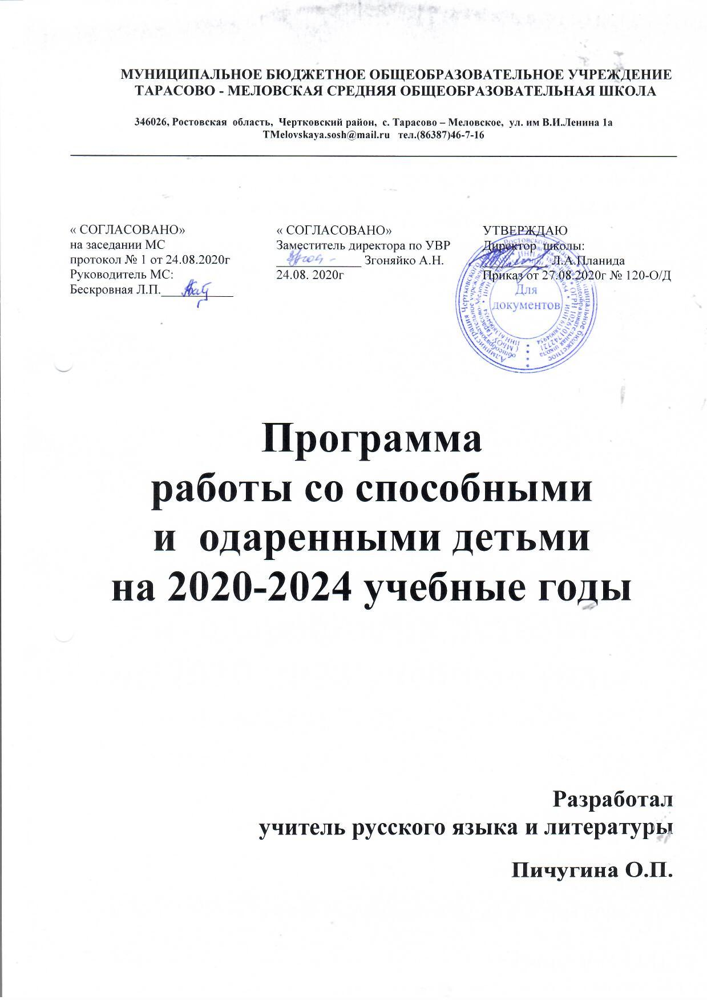 МУНИЦИПАЛЬНОЕ БЮДЖЕТНОЕ ОБЩЕОБРАЗОВАТЕЛЬНОЕ УЧРЕЖДЕНИЕ
ТАРАСОВО - МЕЛОВСКАЯ СРЕДНЯЯ ОБЩЕОБРАЗОВАТЕЛЬНАЯ ШКОЛА
346026, Ростовская область, Чертковский район, с. Тарасово – Меловское, ул. им В.И.Ленина 1а
TMelovskaya.sosh@mail.ru тел.(86387)46-7-16
« СОГЛАСОВАНО»
на заседании МС
протокол № 1 от 24.08.2020г
Руководитель МС:
Бескровная Л.П.
« СОГЛАСОВАНО»
Заместитель директора по УВР
Згоняйко А.Н.
24.08. 2020г
УТВЕРЖДАЮ
Директор школы:
Л.А.Планида
Приказ от 27.08.2020г № 120-О/Д
Для
документов
Программа
работы со способными
и одаренными детьми
на 2020-2024 учебные годы
Разработал
учитель русского языка и литературы
Пичугина О.П.